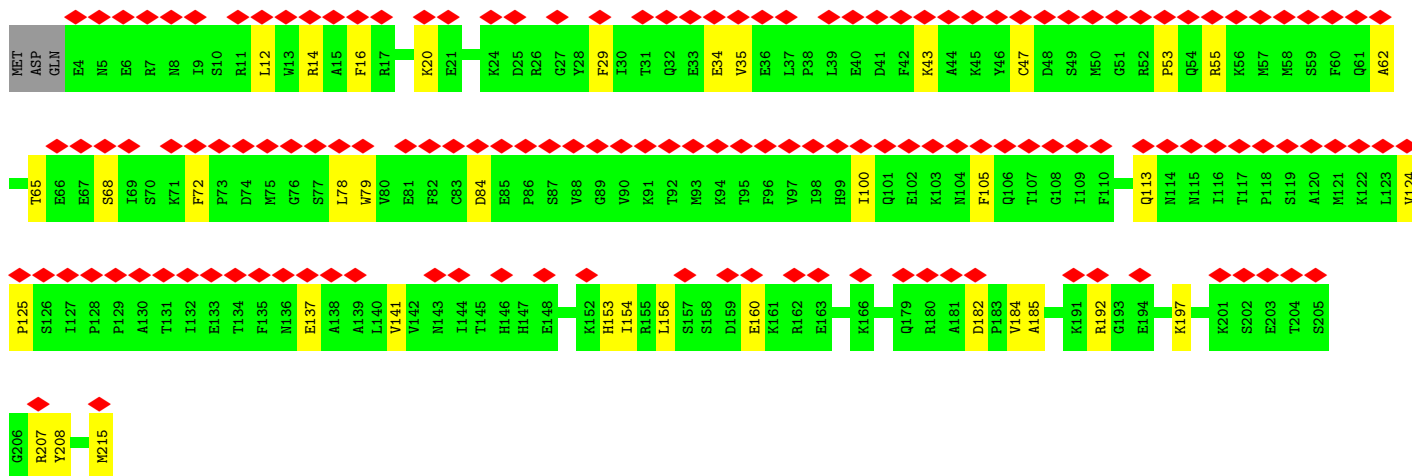 MET ASP GLN E4 N5 E6 R7 N8 I9 S10 R11 L12 W13 R14 A15 F16 R17 K20 E21 K24 D25 R26 G27 Y28 F29 I30 T31 Q32 E33 E34 V35 E36 L37 P38 L39 E40 D41 F42 K43 A44 K45 Y46 C47 D48 S49 M50 G51 R52 P53 Q54 R55 K56 M57 M58 S59 F60 Q61 A62
T65 E66 E67 S68 I69 S70 K71 F72 P73 D74 M75 G76 S77 L78 W79 V80 E81 F82 C83 D84 E85 P86 S87 V88 G89 V90 K91 T92 M93 K94 T95 F96 V97 I98 H99 I100 Q101 E102 K103 N104 F105 Q106 T107 G108 I109 F110 Q113 N114 N115 I116 T117 P118 S119 A120 M121 K122 L123 V124
P125 S126 I127 P128 P129 A130 T131 I132 E133 T134 F135 N136 E137 A138 A139 L140 V141 V142 N143 I144 T145 H146 H147 E148 K152 H153 I154 R155 L156 S157 S158 D159 E160 K161 R162 E163 K166 Q179 R180 A181 D182 P183 V184 A185 K191 R192 G193 E194 K197 K201 S202 E203 T204 S205
G206 R207 Y208 M215